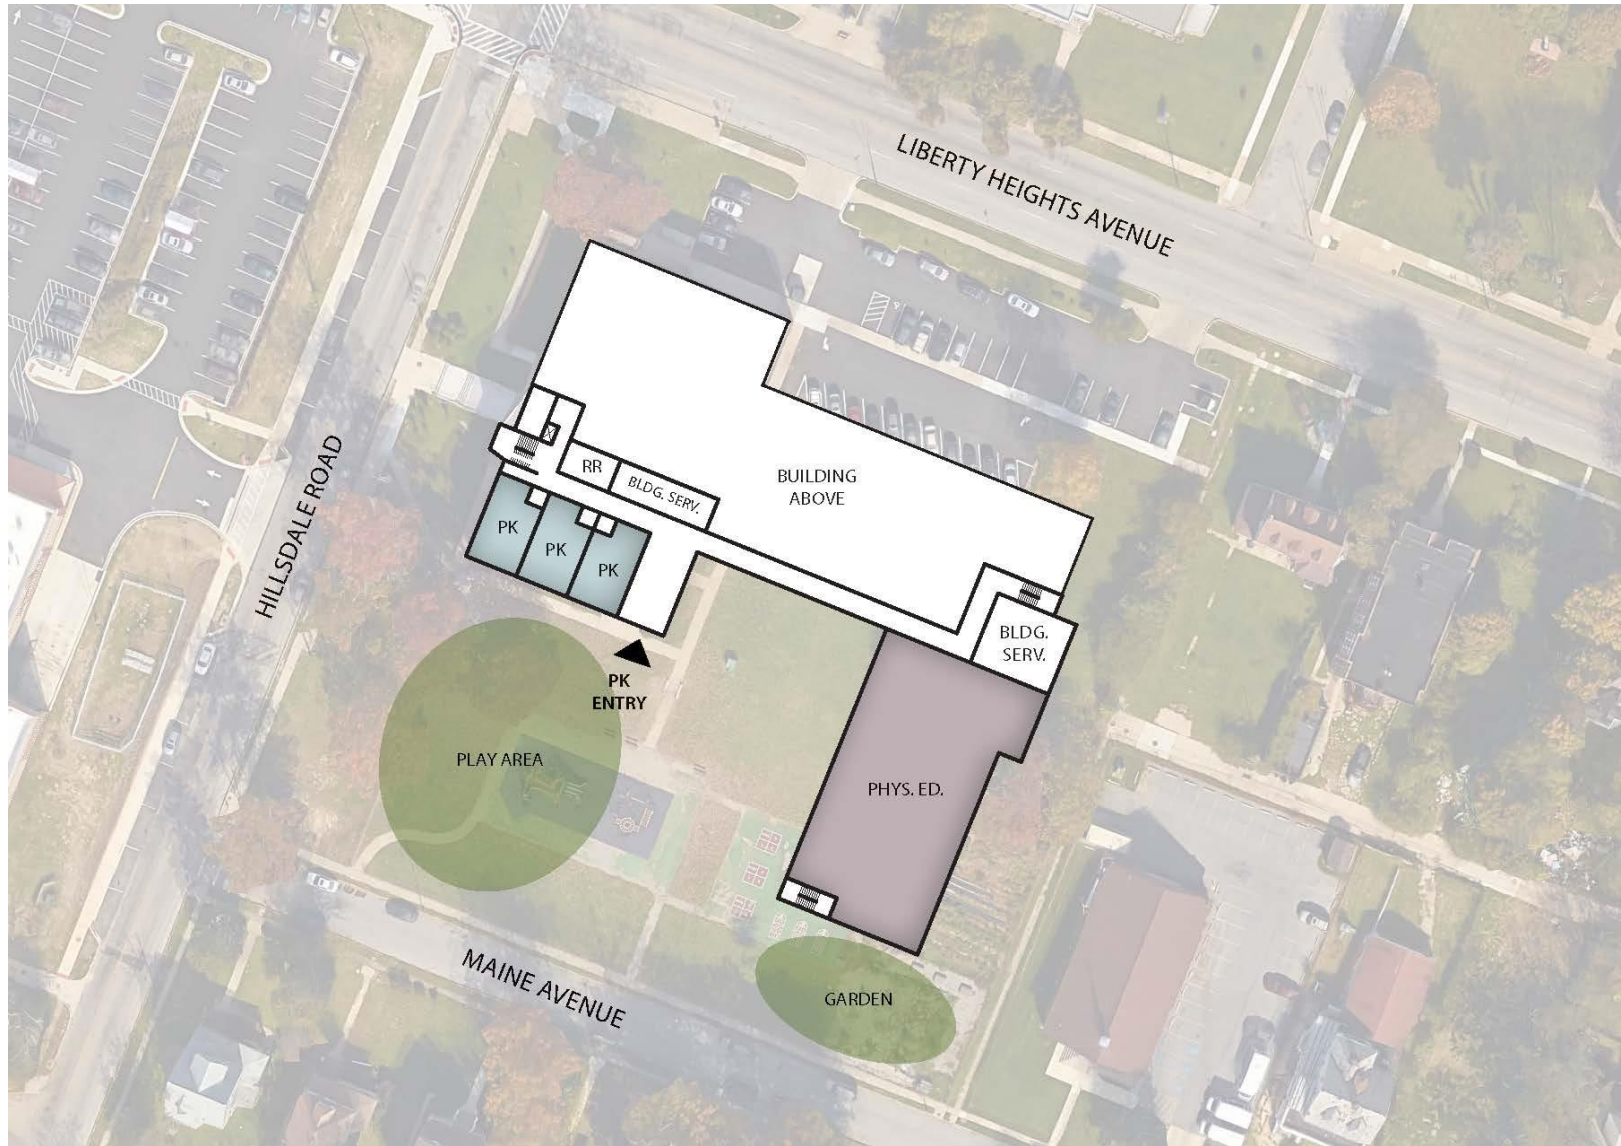 LIBERTY HEIGHTS AVENUE
HILLSDALE ROAD
BUILDING
ABOVE
RR
BLDG. SERV.
PK
PK
PK
BLDG.
SERV.
PK
ENTRY
PLAY AREA
PHYS. ED.
GARDEN
MAINE AVENUE